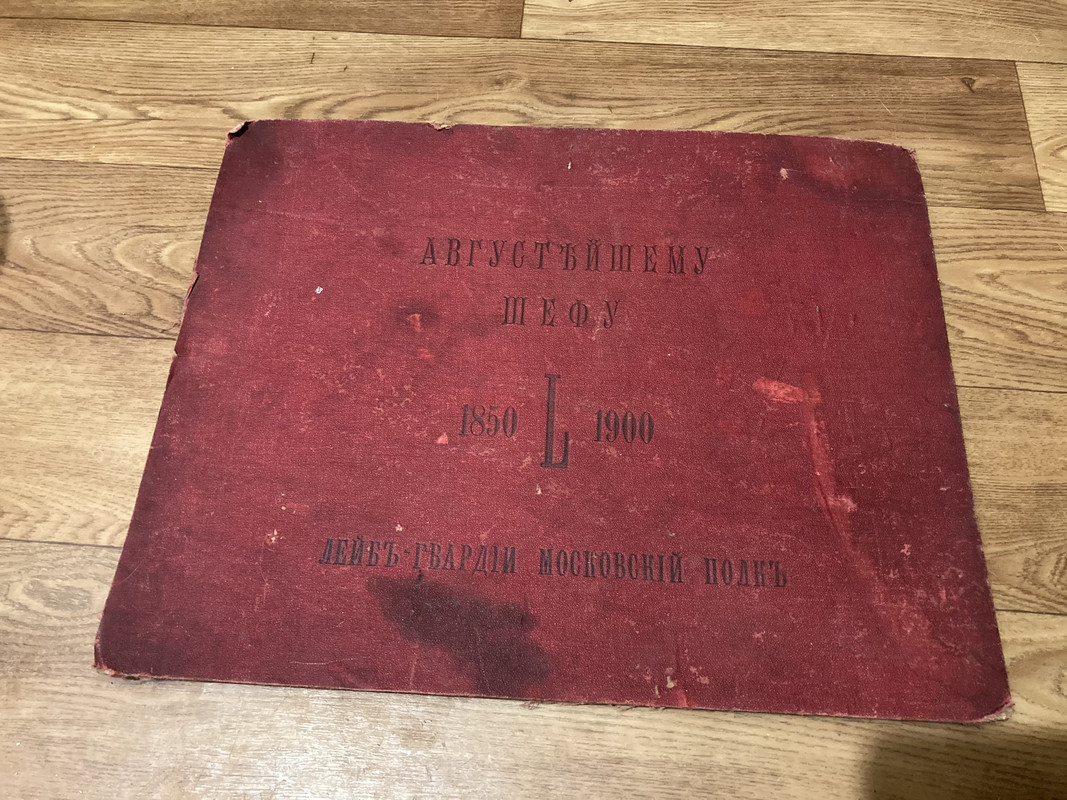 АВГУСТѢЙШЕМУ
ШЕФУ
1850 L 1900
ЛЕЙБЪ-ГВАРДІИ МОСКОВСКІЙ ПОЛКЪ